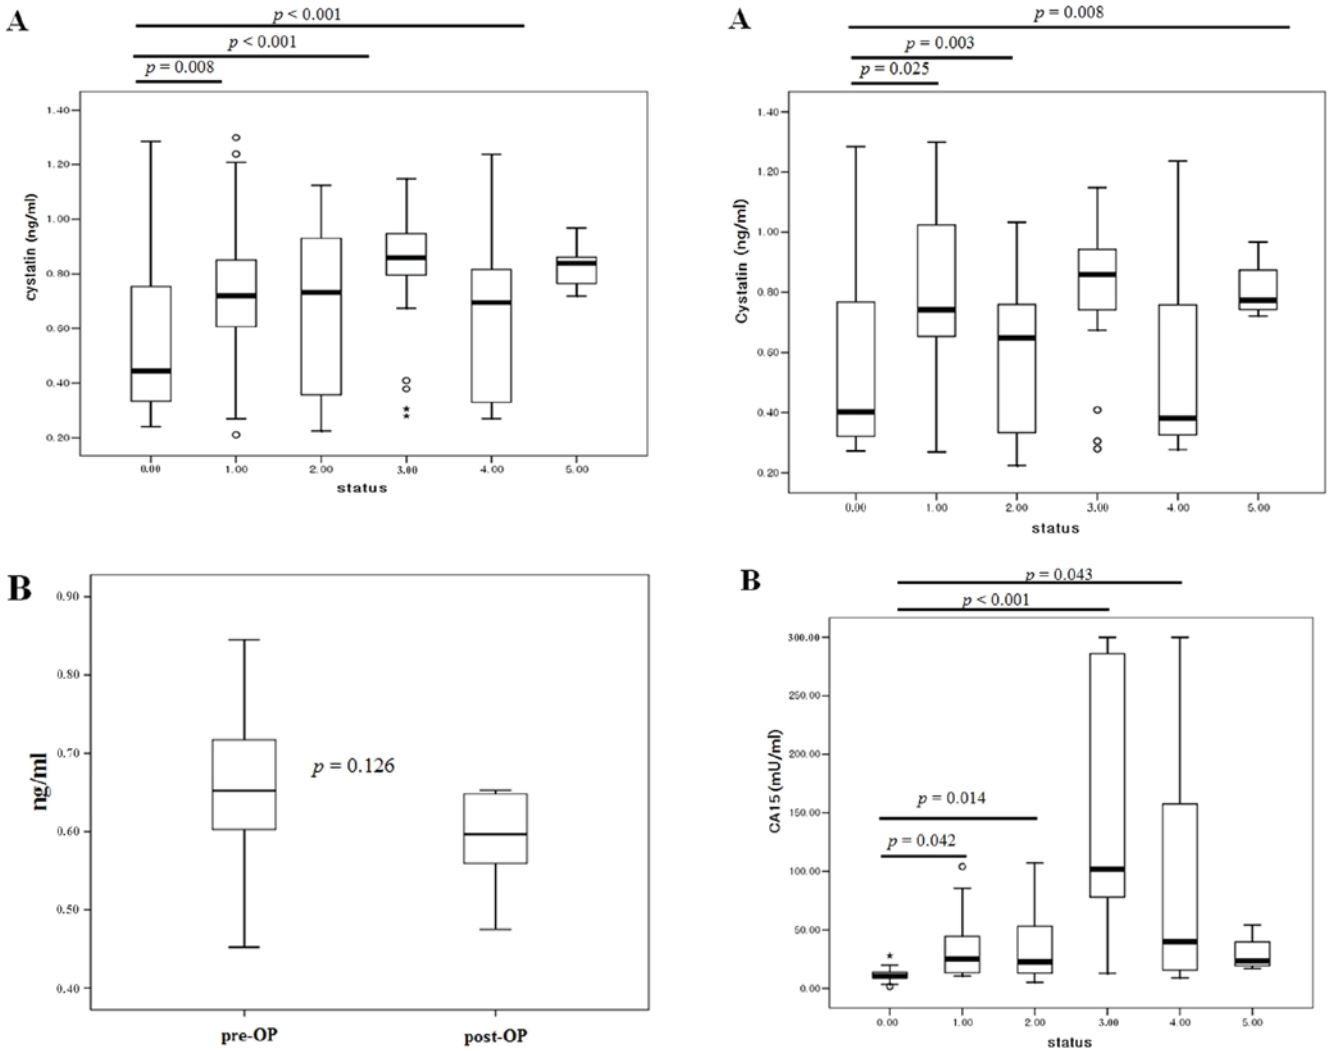 A
p < 0.001
p < 0.001
p = 0.008
cystatin (ng/ml)
1.40
1.20
1.00
0.80
0.60
0.40
0.20
0.00 1.00 2.00 3.00 4.00 5.00
status
A
p = 0.008
p = 0.003
p = 0.025
Cystatin (ng/ml)
1.40
1.20
1.00
0.80
0.60
0.40
0.20
0.00 1.00 2.00 3.00 4.00 5.00
status
B
ng/ml
0.90
0.80
0.70
0.60
0.50
0.40
p = 0.126
pre-OP post-OP
B
p = 0.043
p < 0.001
p = 0.014
p = 0.042
CA15 (mU/ml)
300.00
250.00
200.00
150.00
100.00
50.00
0.00
0.00 1.00 2.00 3.00 4.00 5.00
status